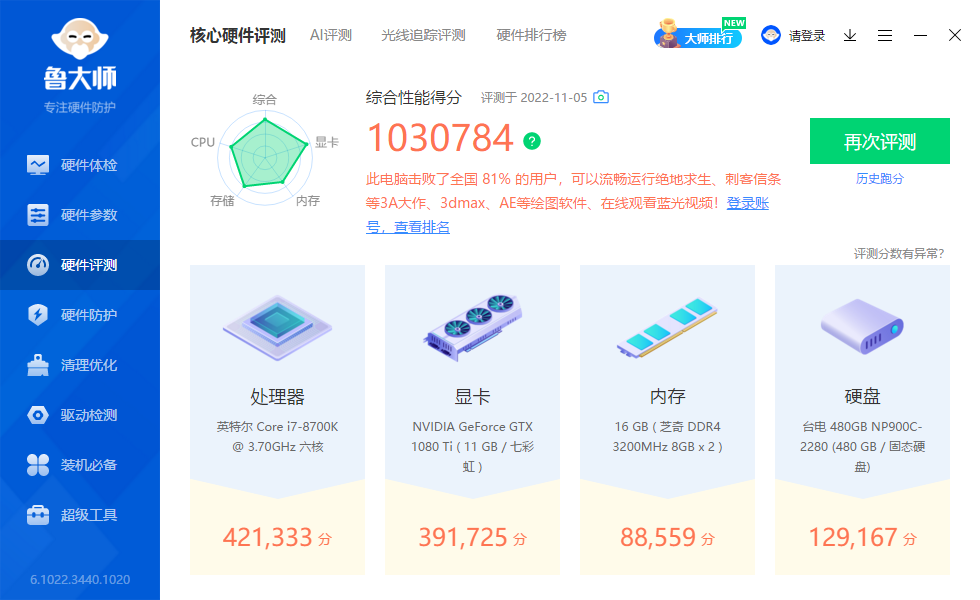 鲁大师
专注硬件防护
硬件体检
硬件参数
硬件评测
硬件防护
清理优化
驱动检测
装机必备
超级工具
6.1022.3440.1020
核心硬件评测
AI评测
光线追踪评测
硬件排行榜
大师排行
NEW
请登录
综合
CPU
显卡
存储
内存
综合性能得分
评测于 2022-11-05
1030784
?
此电脑击败了全国 81% 的用户，可以流畅运行绝地求生、刺客信条
等3A大作、3dmax、AE等绘图软件、在线观看蓝光视频！登录账
号，查看排名
再次评测
历史跑分
评测分数有异常?
处理器
英特尔 Core i7-8700K
@ 3.70GHz 六核
421,333 分
显卡
NVIDIA GeForce GTX
1080 Ti ( 11 GB / 七彩
虹 )
391,725 分
内存
16 GB ( 芝奇 DDR4
3200MHz 8GB x 2 )
88,559 分
硬盘
台电 480GB NP900C-
2280 (480 GB / 固态硬
盘)
129,167 分